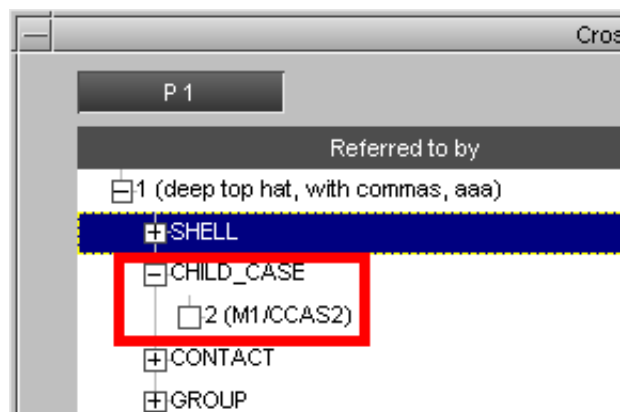 Cros
P 1
Referred to by
1 (deep top hat, with commas, aaa)
SHELL
CHILD_CASE
2 (M1/CCAS2)
CONTACT
GROUP